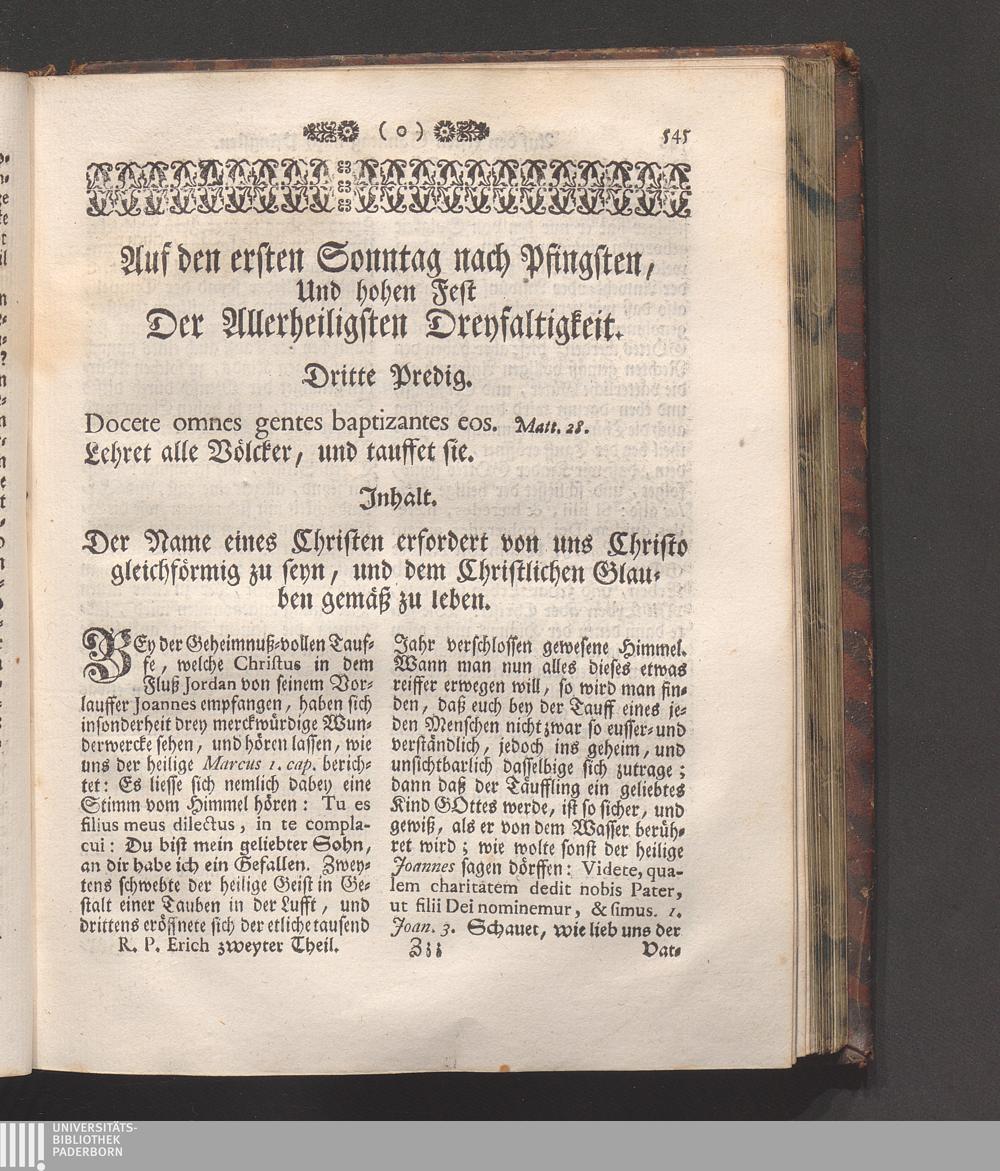 ( o )
545
Auf den ersten Sonntag nach Pfingsten,
Und hohen Fest
Der Allerheiligsten Dreyfaltigkeit.
Dritte Predig.
Docete omnes gentes baptizantes eos. Matt. 28.
Lehret alle Völcker, und tauffet sie.
Inhalt.
Der Name eines Christen erfordert von uns Christo
gleichförmig zu seyn, und dem Christlichen Glau-
ben gemäß zu leben.
BEy der Geheimnuß-vollen Tauf-
fe, welche Christus in dem
Fluß Jordan von seinem Vor-
lauffer Joannes empfangen, haben sich
insonderheit drey merckwürdige Wun-
derwercke sehen, und hören lassen, wie
uns der heilige Marcus 1. cap. berich-
tet: Es liesse sich nemlich dabey eine
Stimm vom Himmel hören: Tu es
filius meus dilectus, in te compla-
cui: Du bist mein geliebter Sohn,
an dir habe ich ein Gefallen. Zwey-
tens schwebte der heilige Geist in Ge-
stalt einer Tauben in der Lufft, und
drittens eröffnete sich der etliche tausend
R. P. Erich zweyter Theil.
Jahr verschlossen gewesene Himmel.
Wann man nun alles dieses etwas
reiffer erwegen will, so wird man fin-
den, daß euch bey der Tauff eines je-
den Menschen nicht zwar so eusser- und
verständlich, jedoch ins geheim, und
unsichtbarlich dasselbige sich zutrage;
dann daß der Täuffling ein geliebtes
Kind GOttes werde, ist so sicher, und
gewiß, als er von dem Wasser berüh-
ret wird; wie wolte sonst der heilige
Joannes sagen dörffen: Videte, qua-
lem charitatem dedit nobis Pater,
ut filii Dei nominemur, & simus. 1.
Joan. 3. Schauet, wie lieb uns der
Zzz
Vat-
UNIVERSITÄTS-
BIBLIOTHEK
PADERBORN